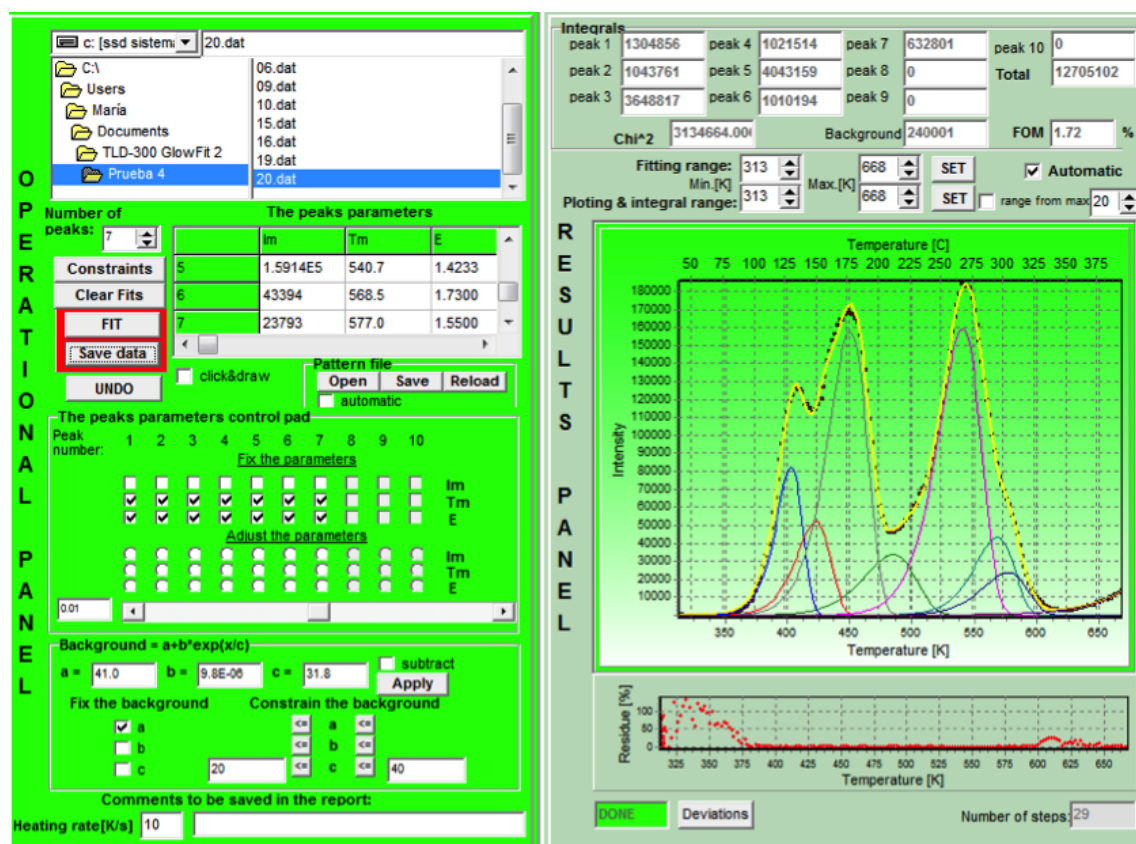 c: [ssd sistema 20.dat
C:\
Users
María
Documents
TLD-300 GlowFit 2
Prueba 4
06.dat
09.dat
10.dat
15.dat
16.dat
19.dat
20.dat
OPERATIONAL PANEL
Number of peaks: 7
The peaks parameters
Im Tm E
5 1.5914E5 540.7 1.4233
6 43394 568.5 1.7300
7 23793 577.0 1.5500
Constraints
Clear Fits
FIT
Save data
UNDO
click&draw
Pattern file
Open Save Reload
automatic
The peaks parameters control pad
Peak number: 1 2 3 4 5 6 7 8 9 10
Fix the parameters
Im
Tm
E
Adjust the parameters
Im
Tm
E
0.01
Background = a+b*exp(x/c)
a = 41.0 b = 9.8E-06 c = 31.8
subtract
Apply
Fix the background Constrain the background
a <= a <=
b <= b <=
c 20 <= c <= 40
Comments to be saved in the report:
Heating rate[K/s] 10
Integrals
peak 1 1304856 peak 4 1021514 peak 7 632801 peak 10 0
peak 2 1043761 peak 5 4043159 peak 8 0 Total 12705102
peak 3 3648817 peak 6 1010194 peak 9 0
Chi^2 3134664.00 Background 240001 FOM 1.72 %
Fitting range: 313 668 SET Automatic
Min.[K] Max.[K]
Ploting & integral range: 313 668 SET range from max 20
RESULTS PANEL
Temperature [C]
50 75 100 125 150 175 200 225 250 275 300 325 350 375
Intensity
180000
170000
160000
150000
140000
130000
120000
110000
100000
90000
80000
70000
60000
50000
40000
30000
20000
10000
350 400 450 500 550 600 650
Temperature [K]
Residue [%]
100
50
0
325 350 375 400 425 450 475 500 525 550 575 600 625 650
Temperature [K]
DONE Deviations Number of steps: 29